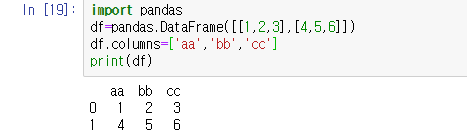 In [19]: import pandas
df=pandas.DataFrame([[1,2,3],[4,5,6]])
df.columns=['aa','bb','cc']
print(df)
aa bb cc
0 1 2 3
1 4 5 6